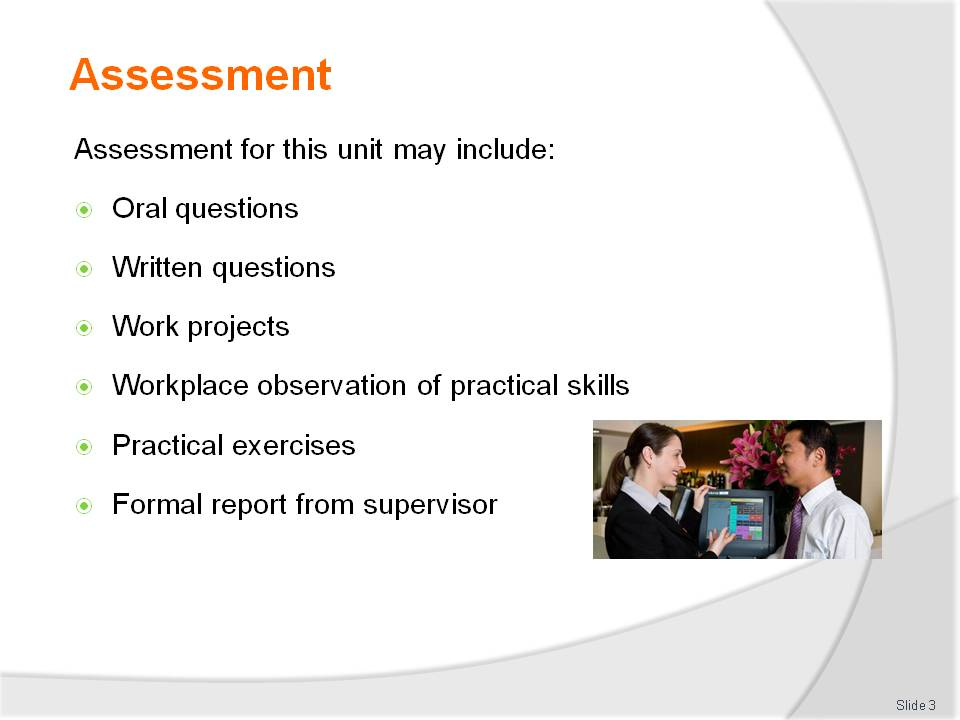 Assessment
Assessment for this unit may include:
Oral questions
Written questions
Work projects
Workplace observation of practical skills
Practical exercises
Formal report from supervisor
Slide 3